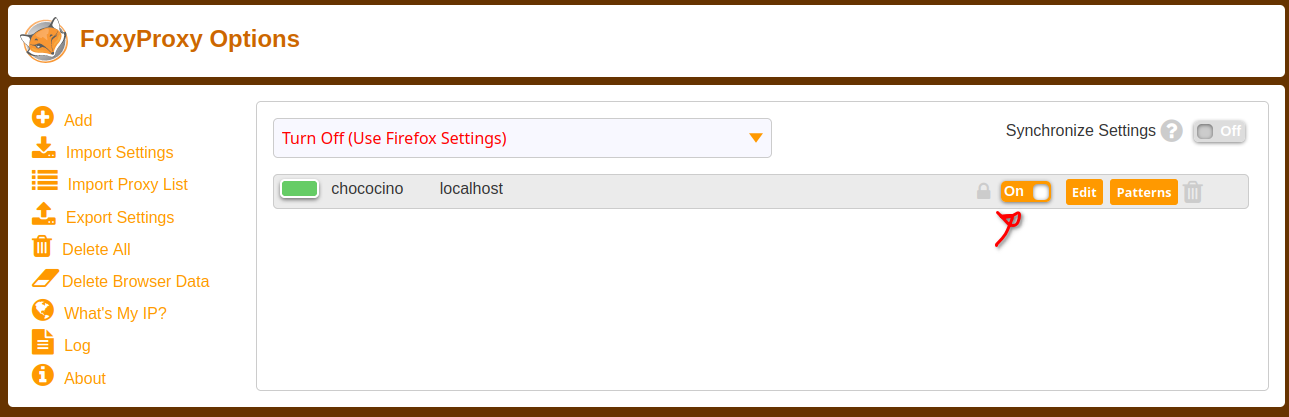 FoxyProxy Options
Add
Import Settings
Import Proxy List
Export Settings
Delete All
Delete Browser Data
What's My IP?
Log
About
Turn Off (Use Firefox Settings)
Synchronize Settings ? Off
chococino localhost On Edit Patterns